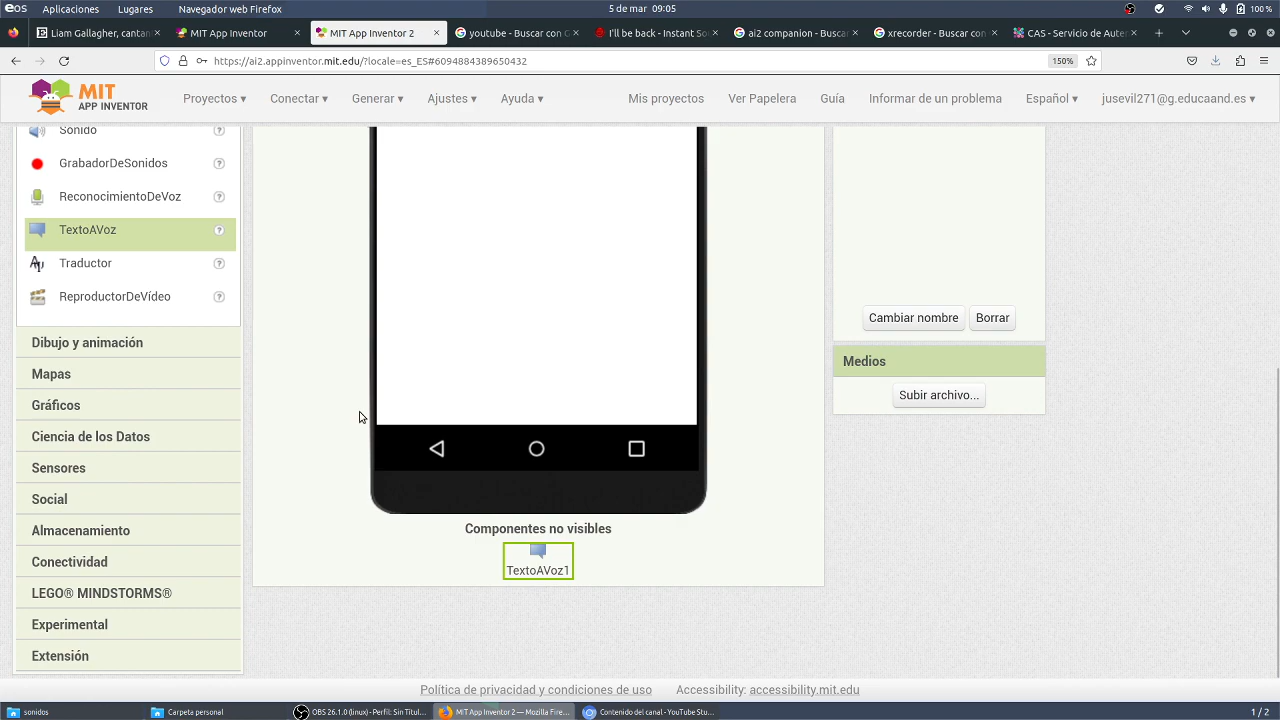 eos Aplicaciones Lugares Navegador web Firefox 5 de mar 09:05 100 %
Liam Gallagher, cantan MIT App Inventor MIT App Inventor 2 youtube - Buscar con G I'll be back - Instant So ai2 companion - Buscar xrecorder - Buscar con CAS - Servicio de Auten
https://ai2.appinventor.mit.edu/?locale=es_ES#6094884389650432 150%
MIT
APP INVENTOR
Proyectos Conectar Generar Ajustes Ayuda Mis proyectos Ver Papelera Guía Informar de un problema Español jusevil271@g.educaand.es
Sonido
GrabadorDeSonidos
ReconocimientoDeVoz
TextoAVoz
Traductor
ReproductorDeVídeo
Dibujo y animación
Mapas
Gráficos
Ciencia de los Datos
Sensores
Social
Almacenamiento
Conectividad
LEGO® MINDSTORMS®
Experimental
Extensión
Componentes no visibles
TextoAVoz1
Cambiar nombre Borrar
Medios
Subir archivo...
Política de privacidad y condiciones de uso Accessibility: accessibility.mit.edu
sonidos Carpeta personal OBS 26.1.0 (linux) - Perfil: Sin Titul... MIT App Inventor 2 — Mozilla Fire... Contenido del canal - YouTube Stu... 1 / 2